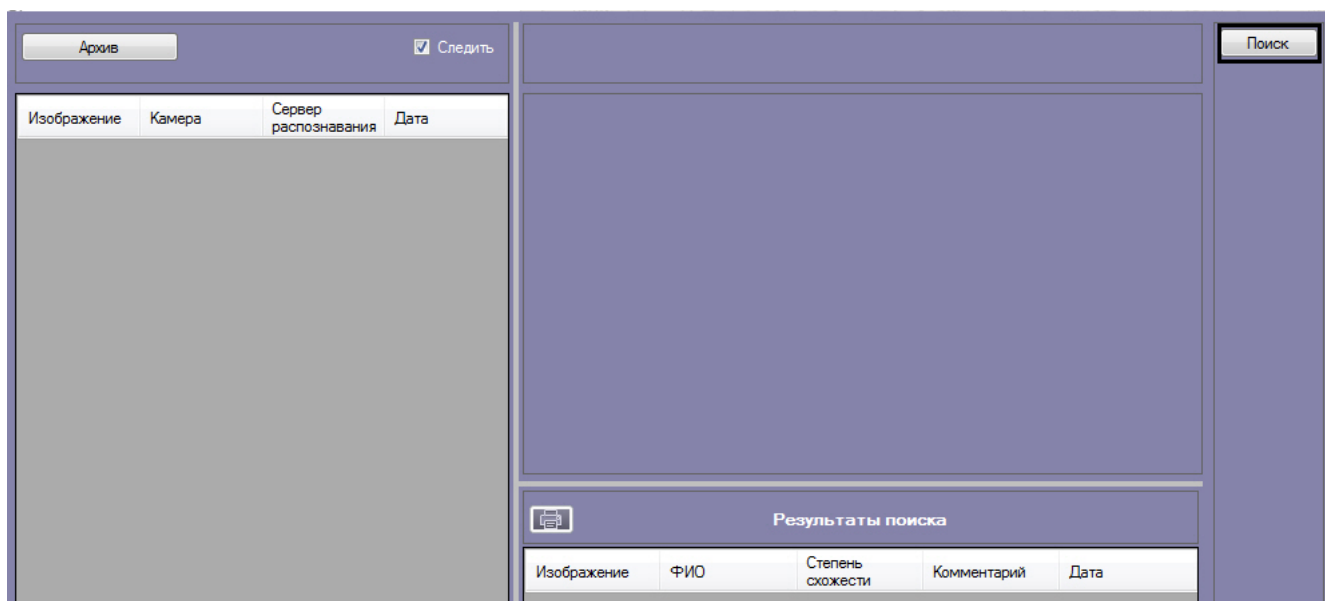 Архив
Следить
Поиск
Изображение
Камера
Сервер
распознавания
Дата
Результаты поиска
Изображение
ФИО
Степень
схожести
Комментарий
Дата